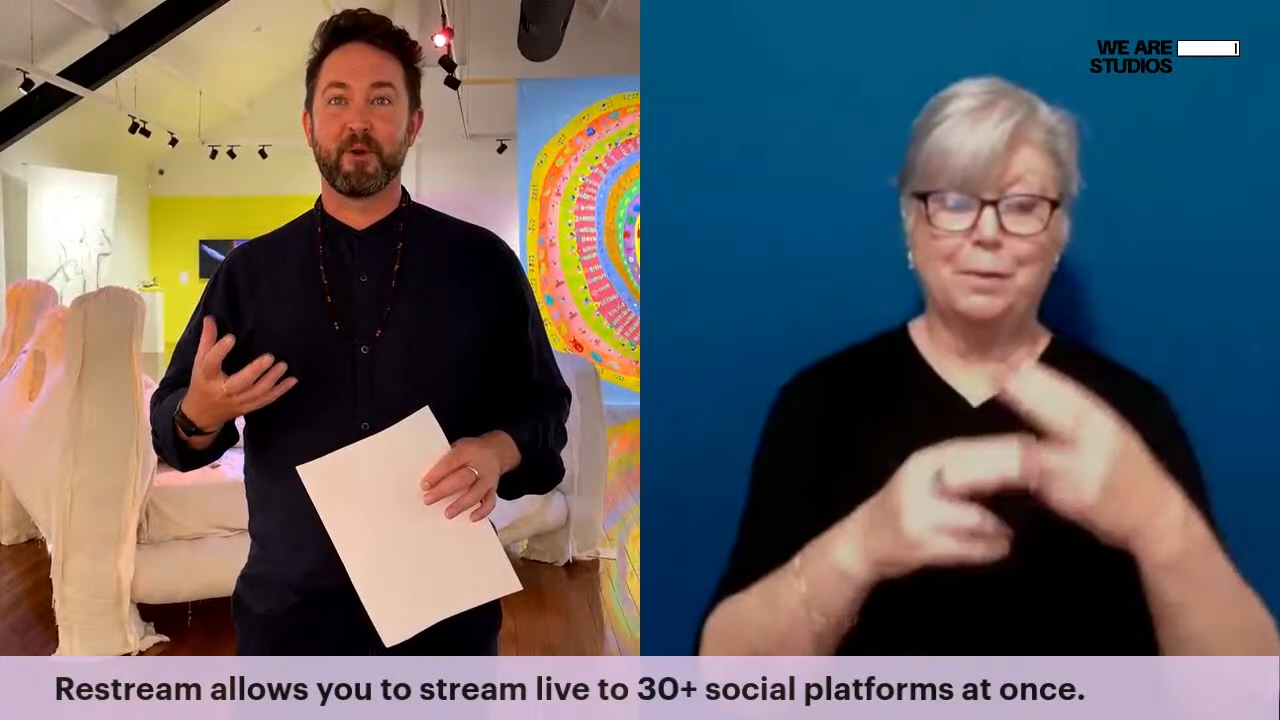 WE ARE
STUDIOS
Restream allows you to stream live to 30+ social platforms at once.